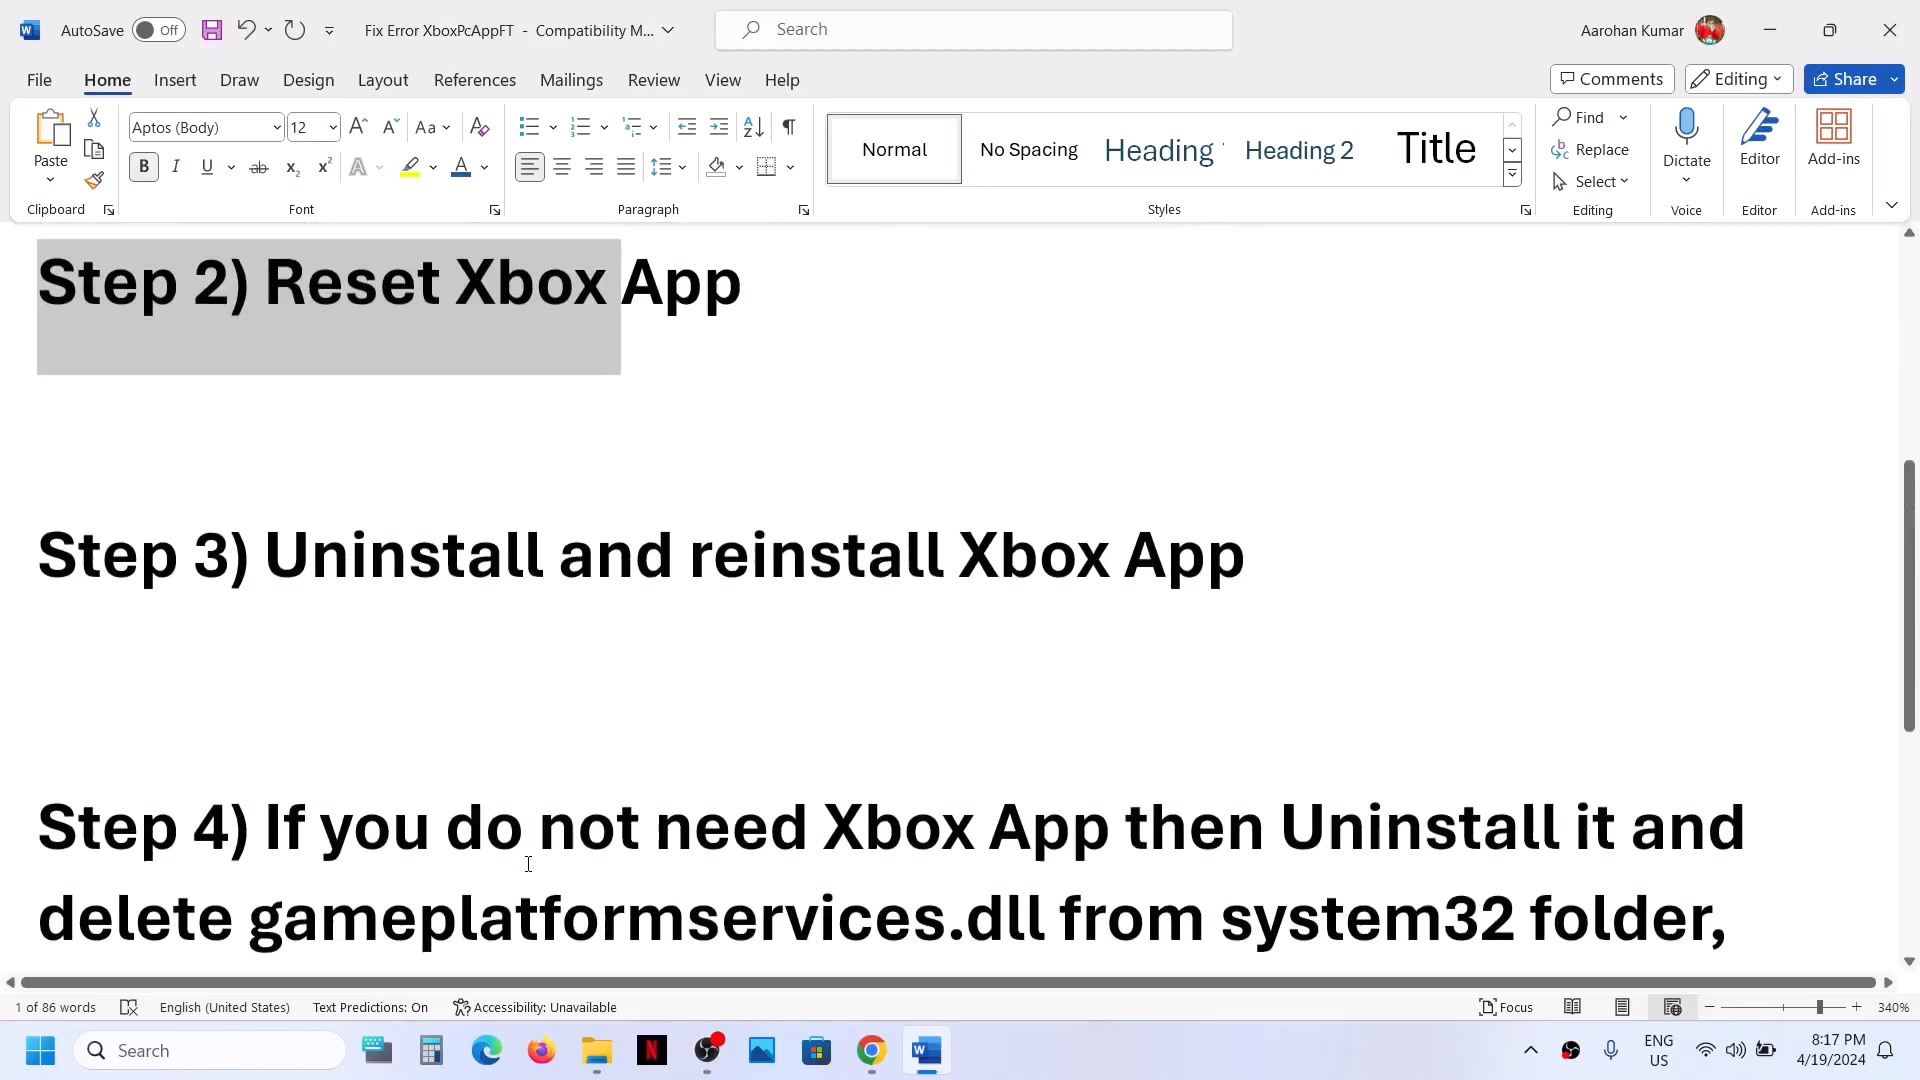 AutoSave Off Fix Error XboxPcAppFT - Compatibility M... Search Aarohan Kumar
File Home Insert Draw Design Layout References Mailings Review View Help Comments Editing Share
Paste
Clipboard
Aptos (Body) 12 Aa
B I U ab x₂ x² A A
Font
Paragraph
Normal No Spacing Heading Heading 2 Title
Styles
Find
Replace
Select
Editing
Dictate
Voice
Editor
Editor
Add-ins
Add-ins
Step 2) Reset Xbox App
Step 3) Uninstall and reinstall Xbox App
Step 4) If you do not need Xbox App then Uninstall it and
delete gameplatformservices.dll from system32 folder,
1 of 86 words English (United States) Text Predictions: On Accessibility: Unavailable Focus 340%
Search
ENG
US
8:17 PM
4/19/2024